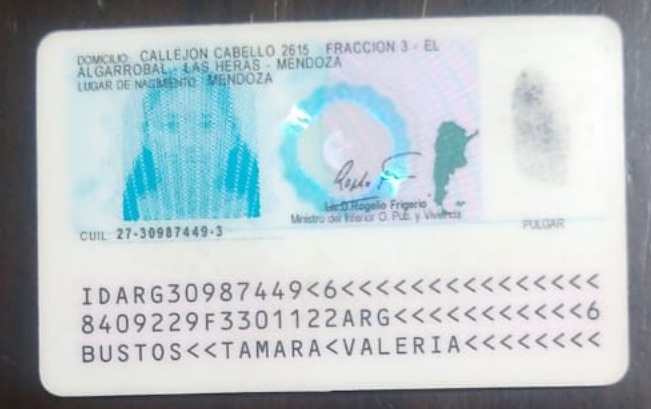 DOMICILIO: CALLEJON CABELLO 2615 FRACCION 3 - EL
ALGARROBAL - LAS HERAS - MENDOZA
LUGAR DE NACIMIENTO: MENDOZA
Lic.D.Rogelio Frigerio
Ministro del Interior O. Pub. y Vivienda
PULGAR
CUIL: 27-30987449-3
IDARG30987449<6<<<<<<<<<<<<<<<
8409229F3301122ARG<<<<<<<<<<<6
BUSTOS<<TAMARA<VALERIA<<<<<<<<